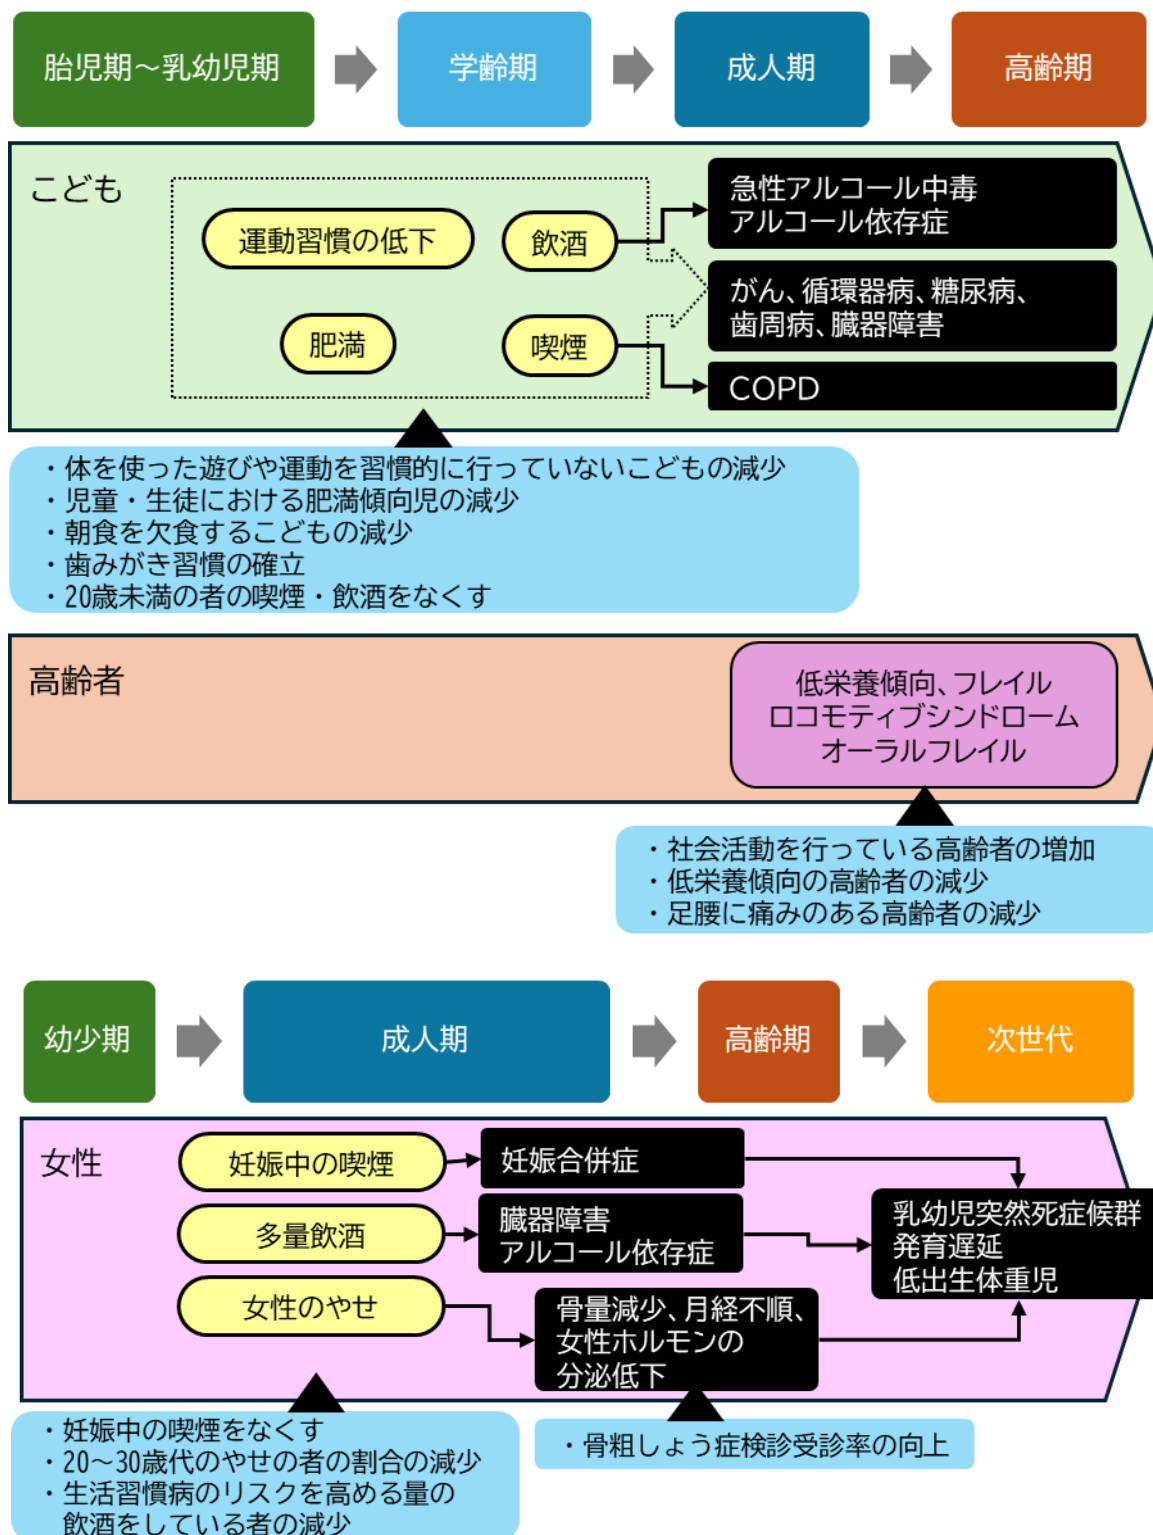 胎児期～乳幼児期
学齢期
成人期
高齢期
こども
運動習慣の低下
飲酒
肥満
喫煙
急性アルコール中毒
アルコール依存症
がん、循環器病、糖尿病、
歯周病、臓器障害
COPD
・体を使った遊びや運動を習慣的に行っていないこどもの減少
・児童・生徒における肥満傾向児の減少
・朝食を欠食するこどもの減少
・歯みがき習慣の確立
・20歳未満の者の喫煙・飲酒をなくす
高齢者
低栄養傾向、フレイル
ロコモティブシンドローム
オーラルフレイル
・社会活動を行っている高齢者の増加
・低栄養傾向の高齢者の減少
・足腰に痛みのある高齢者の減少
幼少期
成人期
高齢期
次世代
女性
妊娠中の喫煙
妊娠合併症
多量飲酒
臓器障害
アルコール依存症
女性のやせ
骨量減少、月経不順、
女性ホルモンの
分泌低下
乳幼児突然死症候群
発育遅延
低出生体重児
・妊娠中の喫煙をなくす
・20～30歳代のやせの者の割合の減少
・生活習慣病のリスクを高める量の
飲酒をしている者の減少
・骨粗しょう症検診受診率の向上